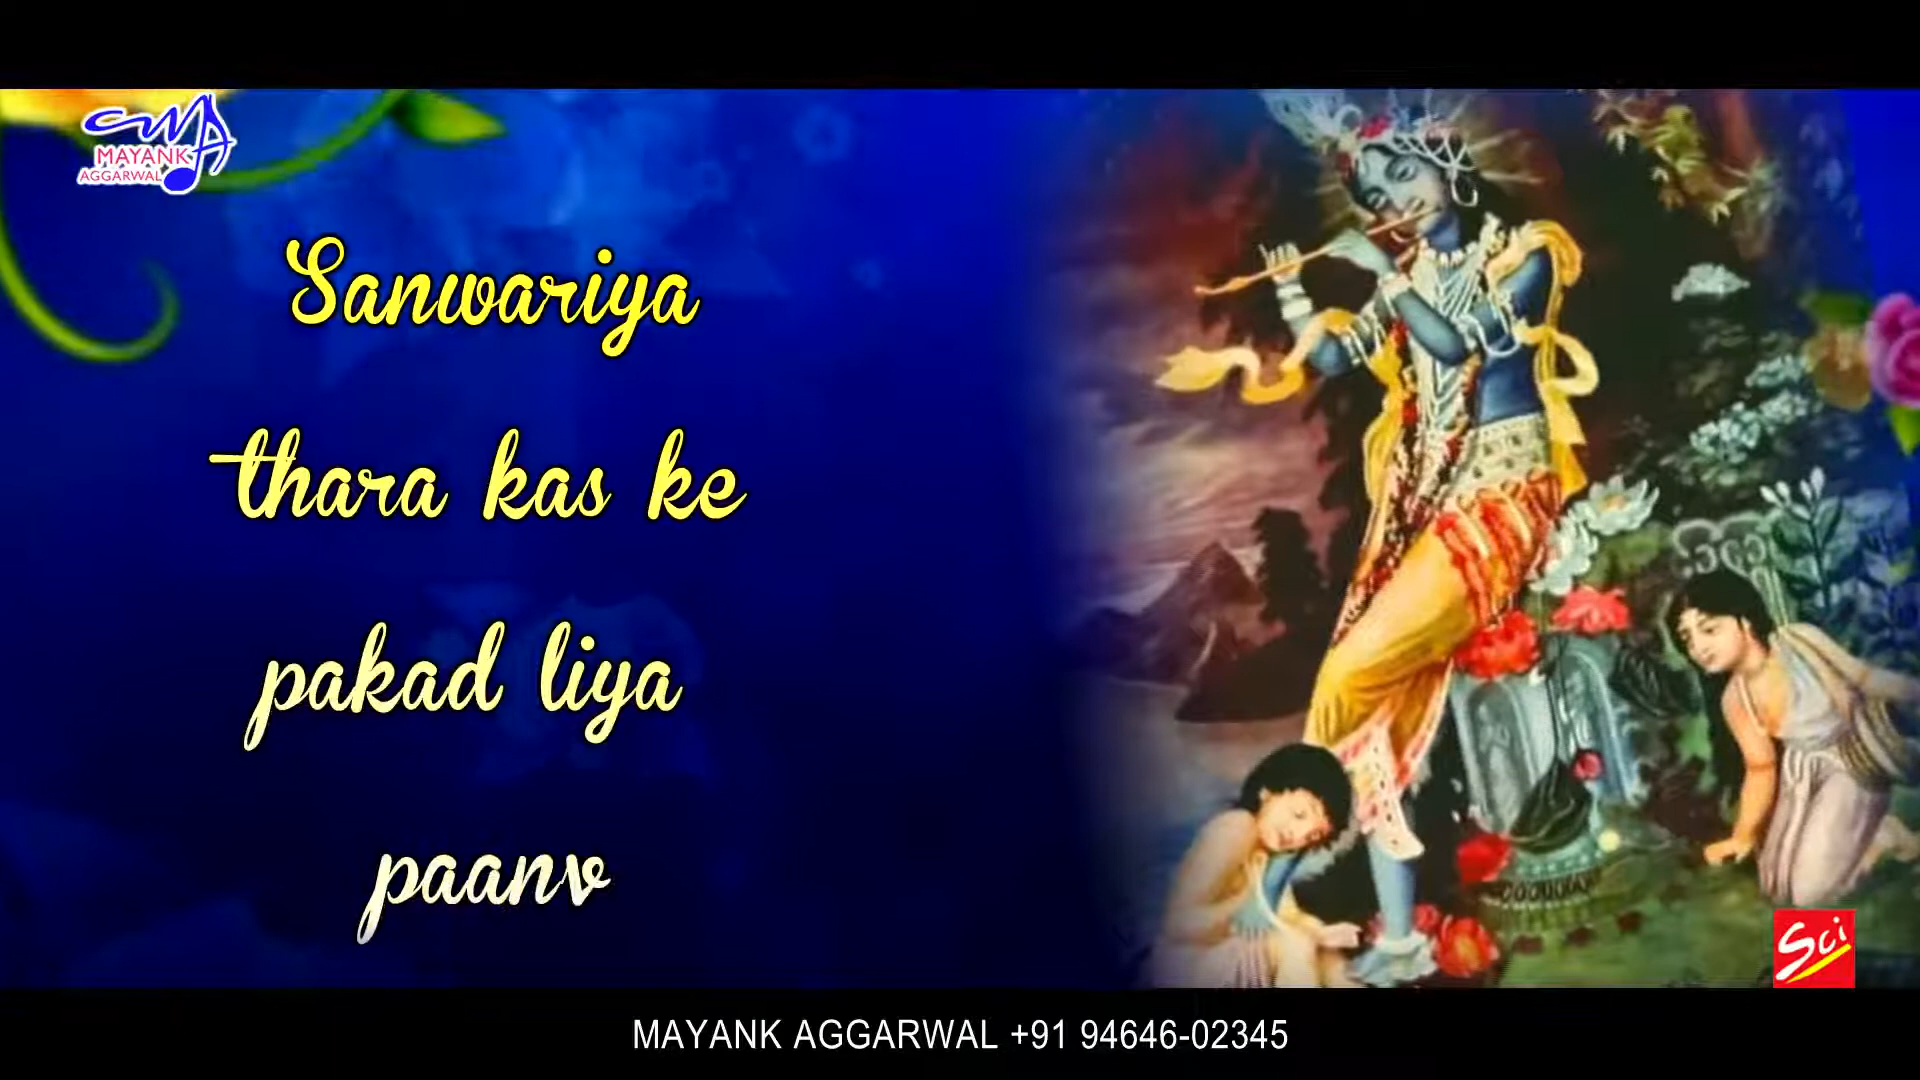 MAYANK
AGGARWAL
Sanwariya
thara kas ke
pakad liya
paanv
Sci
MAYANK AGGARWAL +91 94646-02345